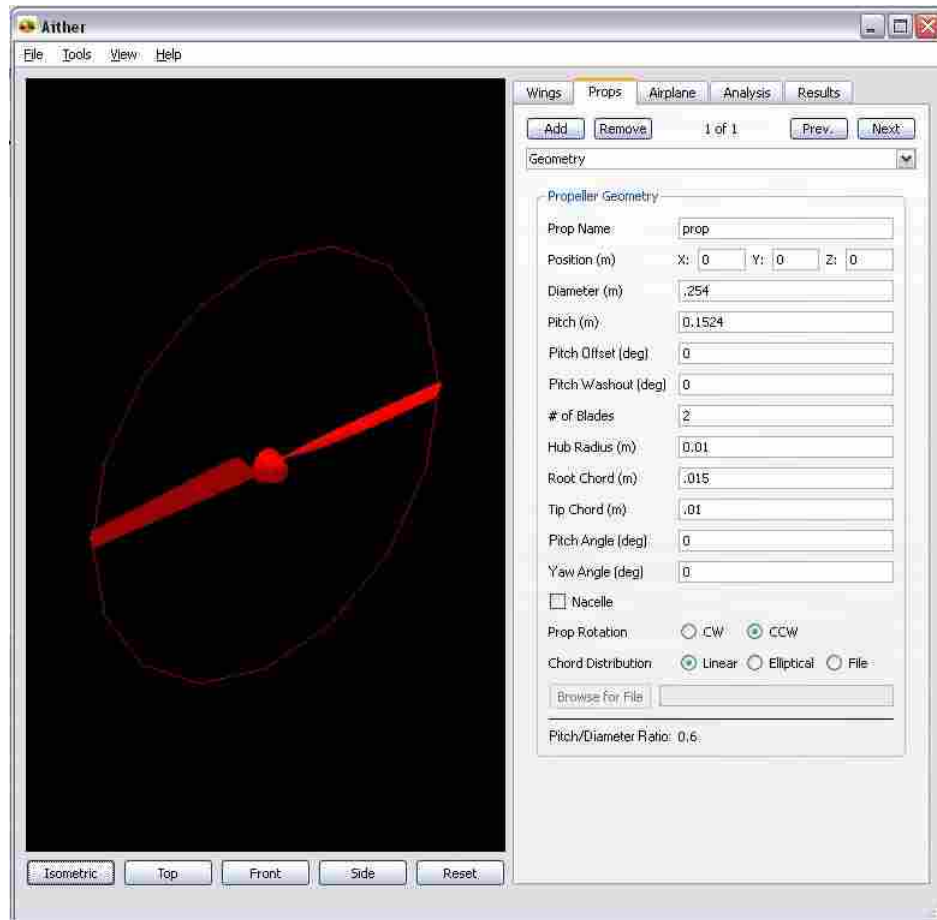 Aither
File Tools View Help
Wings Props Airplane Analysis Results
Add Remove 1 of 1 Prev. Next
Geometry
Propeller Geometry
Prop Name prop
Position (m) X: 0 Y: 0 Z: 0
Diameter (m) .254
Pitch (m) 0.1524
Pitch Offset (deg) 0
Pitch Washout (deg) 0
# of Blades 2
Hub Radius (m) 0.01
Root Chord (m) .015
Tip Chord (m) .01
Pitch Angle (deg) 0
Yaw Angle (deg) 0
Nacelle
Prop Rotation CW CCW
Chord Distribution Linear Elliptical File
Browse for File
Pitch/Diameter Ratio: 0.6
Isometric Top Front Side Reset